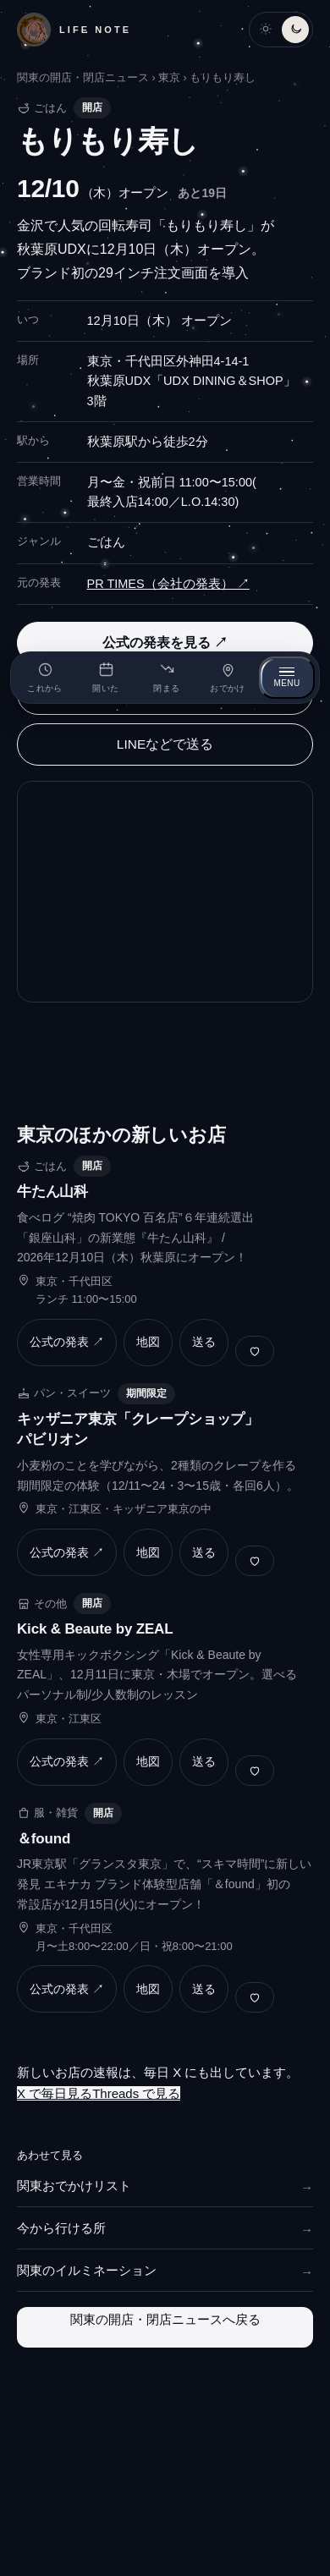 LIFE NOTE
関東の開店・閉店ニュース › 東京 › もりもり寿し
ごはん 開店
もりもり寿し
12/10（木）オープン あと19日
金沢で人気の回転寿司「もりもり寿し」が
秋葉原UDXに12月10日（木）オープン。
ブランド初の29インチ注文画面を導入
いつ 12月10日（木） オープン
場所 東京・千代田区外神田4-14-1
秋葉原UDX「UDX DINING＆SHOP」
3階
駅から 秋葉原駅から徒歩2分
営業時間 月〜金・祝前日 11:00〜15:00(
最終入店14:00／L.O.14:30)
ジャンル ごはん
元の発表 PR TIMES（会社の発表） ↗
公式の発表を見る ↗
これから 開いた 閉まる おでかけ MENU
LINEなどで送る
東京のほかの新しいお店
ごはん 開店
牛たん山科
食べログ “焼肉 TOKYO 百名店”６年連続選出
「銀座山科」の新業態『牛たん山科』 /
2026年12月10日（木）秋葉原にオープン！
東京・千代田区
ランチ 11:00〜15:00
公式の発表 ↗ 地図 送る
パン・スイーツ 期間限定
キッザニア東京「クレープショップ」
パビリオン
小麦粉のことを学びながら、2種類のクレープを作る
期間限定の体験（12/11〜24・3〜15歳・各回6人）。
東京・江東区・キッザニア東京の中
公式の発表 ↗ 地図 送る
その他 開店
Kick & Beaute by ZEAL
女性専用キックボクシング「Kick & Beaute by
ZEAL」、12月11日に東京・木場でオープン。選べる
パーソナル制/少人数制のレッスン
東京・江東区
公式の発表 ↗ 地図 送る
服・雑貨 開店
＆found
JR東京駅「グランスタ東京」で、“スキマ時間”に新しい
発見 エキナカ ブランド体験型店舗「＆found」初の
常設店が12月15日(火)にオープン！
東京・千代田区
月〜土8:00〜22:00／日・祝8:00〜21:00
公式の発表 ↗ 地図 送る
新しいお店の速報は、毎日 X にも出しています。
X で毎日見るThreads で見る
あわせて見る
関東おでかけリスト →
今から行ける所 →
関東のイルミネーション →
関東の開店・閉店ニュースへ戻る